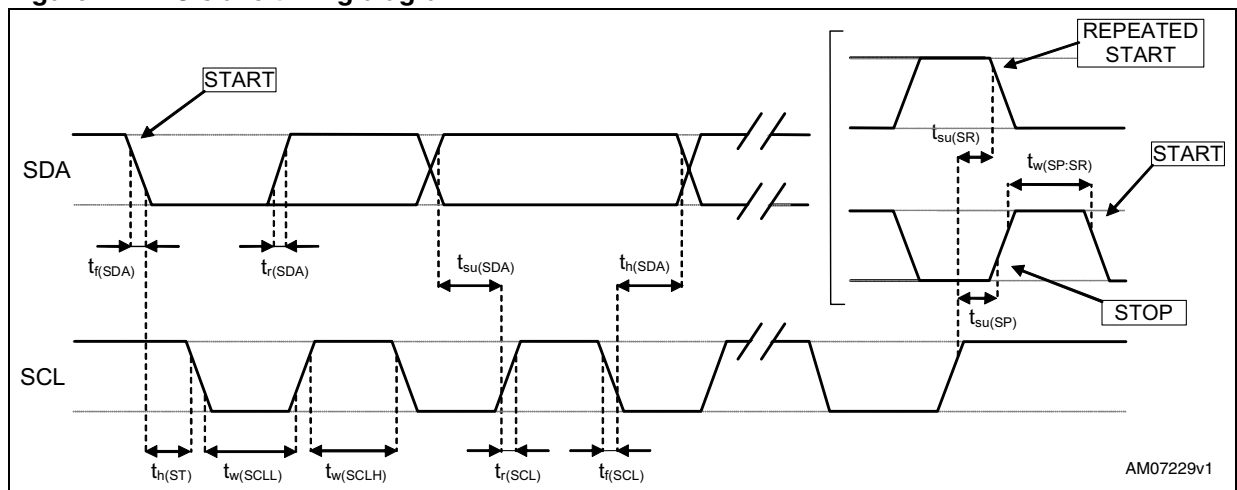 REPEATED
START
START
SDA
t_su(SR)
t_w(SP:SR)
START
t_f(SDA)
t_r(SDA)
t_su(SDA)
t_h(SDA)
t_su(SP)
STOP
SCL
t_h(ST)
t_w(SCLL)
t_w(SCLH)
t_r(SCL)
t_f(SCL)
AM07229v1